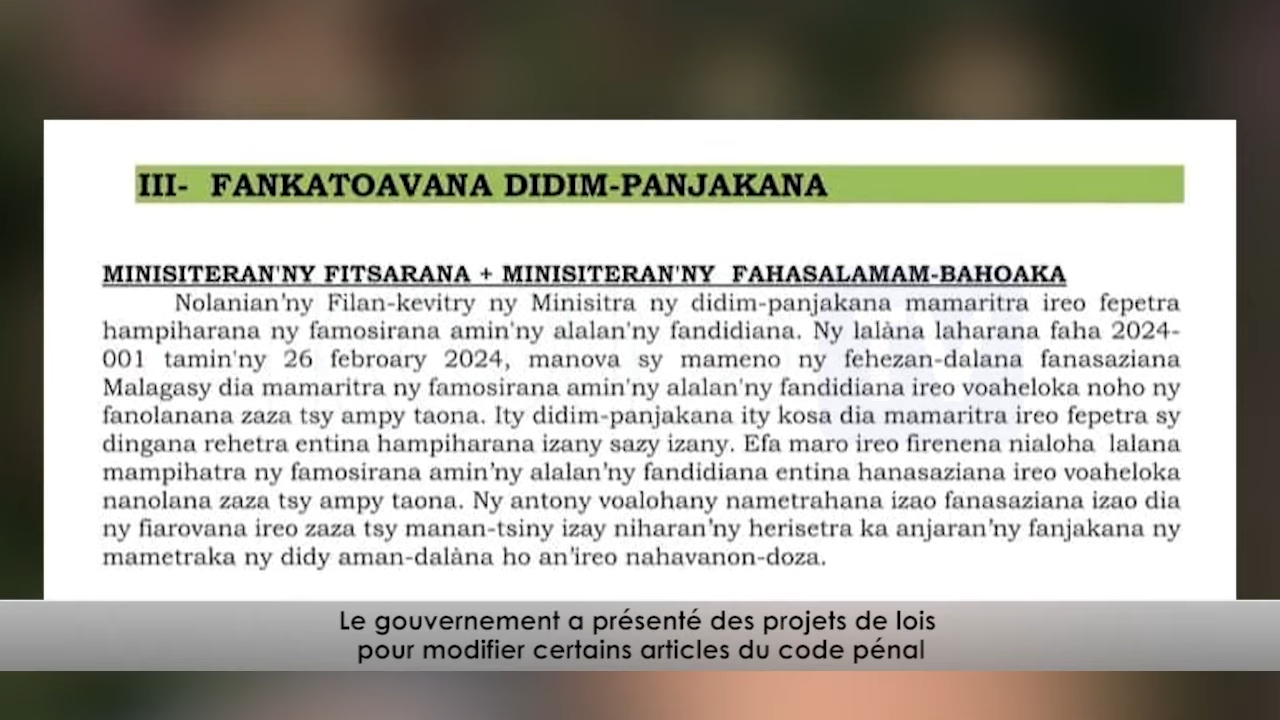 III- FANKATOAVANA DIDIM-PANJAKANA
MINISITERAN'NY FITSARANA + MINISITERAN'NY FAHASALAMAM-BAHOAKA
Nolanian'ny Filan-kevitry ny Minisitra ny didim-panjakana mamaritra ireo fepetra
hampiharana ny famosirana amin'ny alalan'ny fandidiana. Ny lalàna laharana faha 2024-
001 tamin'ny 26 febroary 2024, manova sy mameno ny fehezan-dalana fanasaziana
Malagasy dia mamaritra ny famosirana amin'ny alalan'ny fandidiana ireo voaheloka noho ny
fanolanana zaza tsy ampy taona. Ity didim-panjakana ity kosa dia mamaritra ireo fepetra sy
dingana rehetra entina hampiharana izany sazy izany. Efa maro ireo firenena nialoha lalana
mampihatra ny famosirana amin'ny alalan'ny fandidiana entina hanasaziana ireo voaheloka
nanolana zaza tsy ampy taona. Ny antony voalohany nametrahana izao fanasaziana izao dia
ny fiarovana ireo zaza tsy manan-tsiny izay niharan'ny herisetra ka anjaran'ny fanjakana ny
mametraka ny didy aman-dalàna ho an'ireo nahavanon-doza.
Le gouvernement a présenté des projets de lois
pour modifier certains articles du code pénal